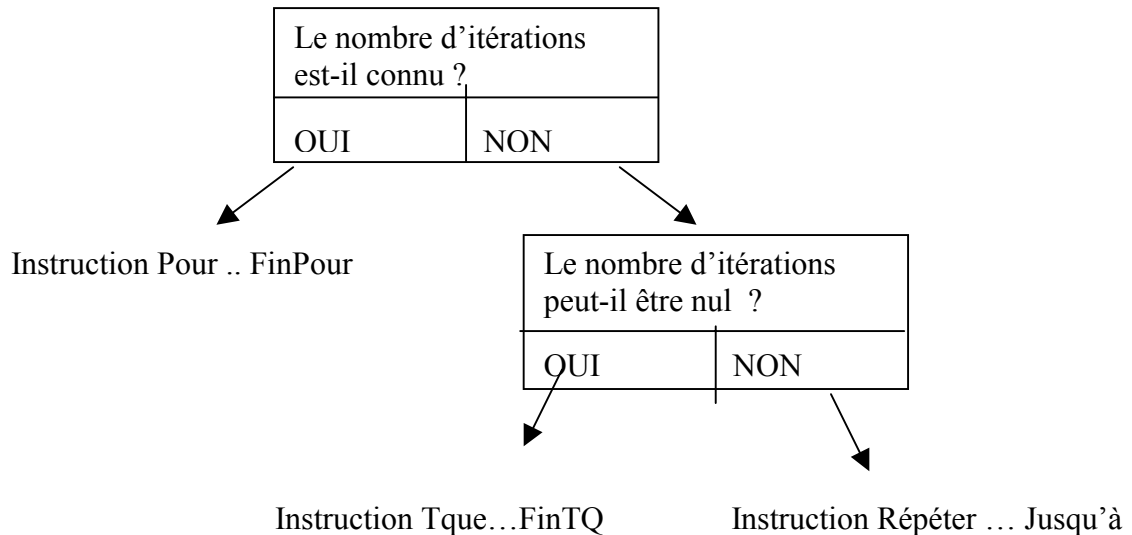 Le nombre d’itérations
est-il connu ?
OUI NON
Instruction Pour .. FinPour
Le nombre d’itérations
peut-il être nul ?
OUI NON
Instruction Tque…FinTQ
Instruction Répéter … Jusqu’à